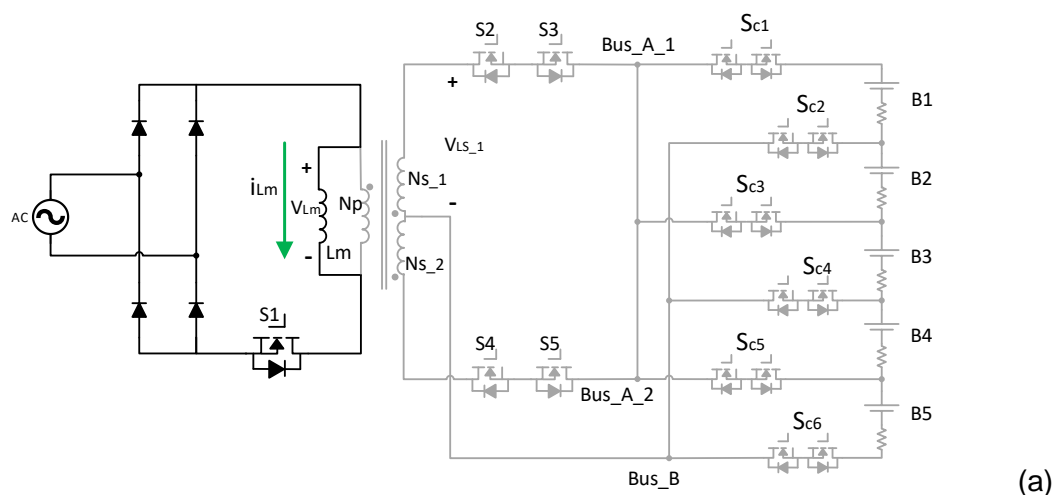 S2
S3
Bus_A_1
Sc1
+
B1
Sc2
VLS_1
AC
iLm
+
VLm
Np
Ns_1
-
Sc3
B2
-
Lm
Ns_2
B3
Sc4
S1
S4
S5
B4
Bus_A_2
Sc5
B5
Sc6
Bus_B
(a)